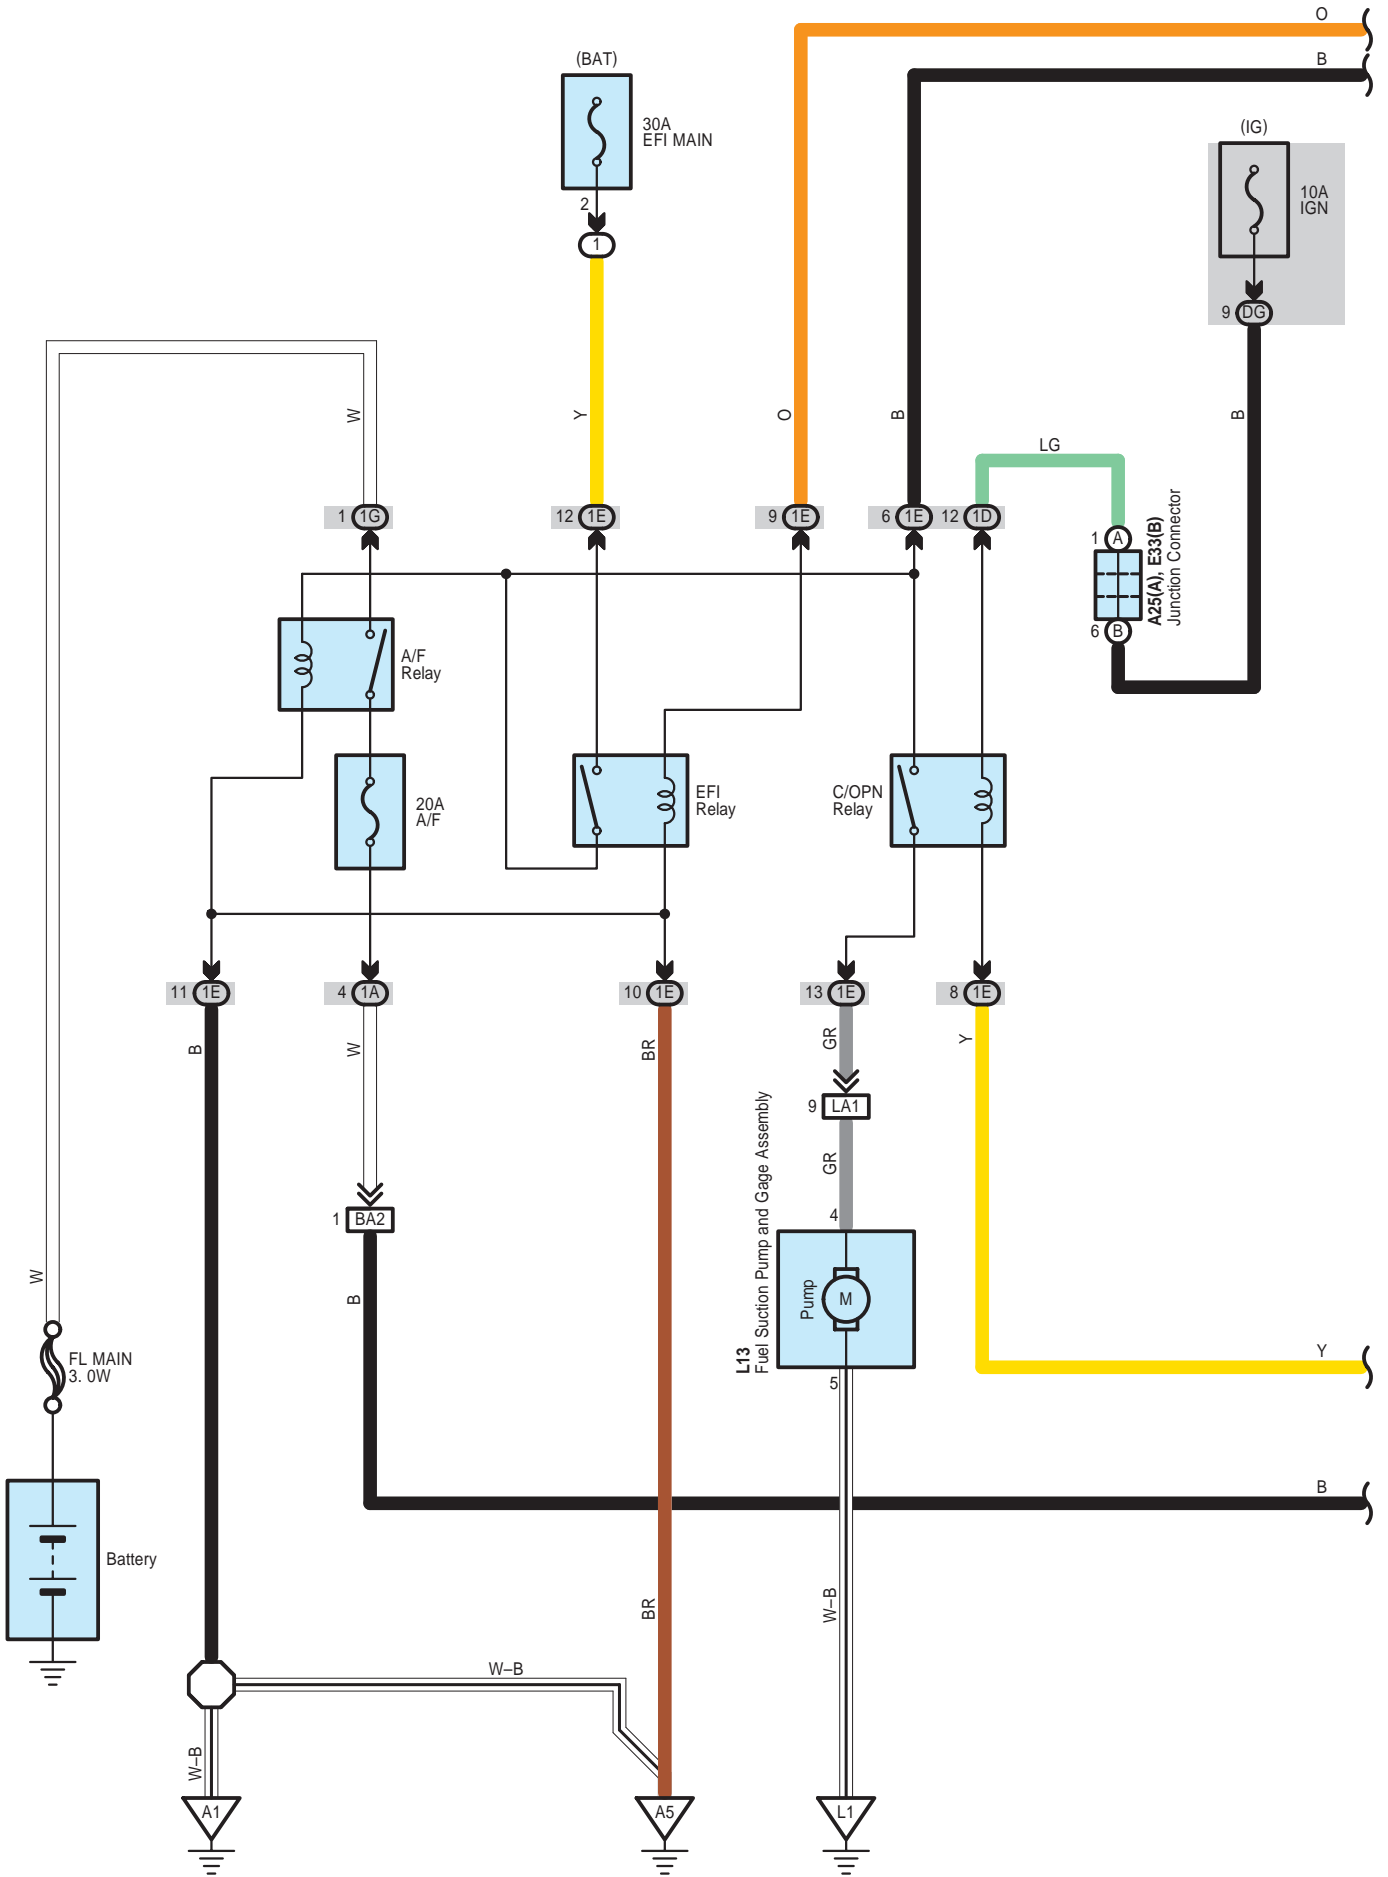 O
B
(BAT)
30A
EFI MAIN
2
1
(IG)
10A
IGN
9 DG
W
Y
O
B
B
LG
1 1G
12 1E
9 1E
6 1E
12 1D
1 A
6 B
A25(A), E33(B)
Junction Connector
A/F
Relay
20A
A/F
EFI
Relay
C/OPN
Relay
11 1E
4 1A
10 1E
13 1E
8 1E
B
W
BR
GR
Y
9 LA1
GR
1 BA2
4
L13
Fuel Suction Pump and Gage Assembly
Pump
M
5
W
B
FL MAIN
3. 0W
Y
B
Battery
BR
W–B
W–B
W–B
A1
A5
L1